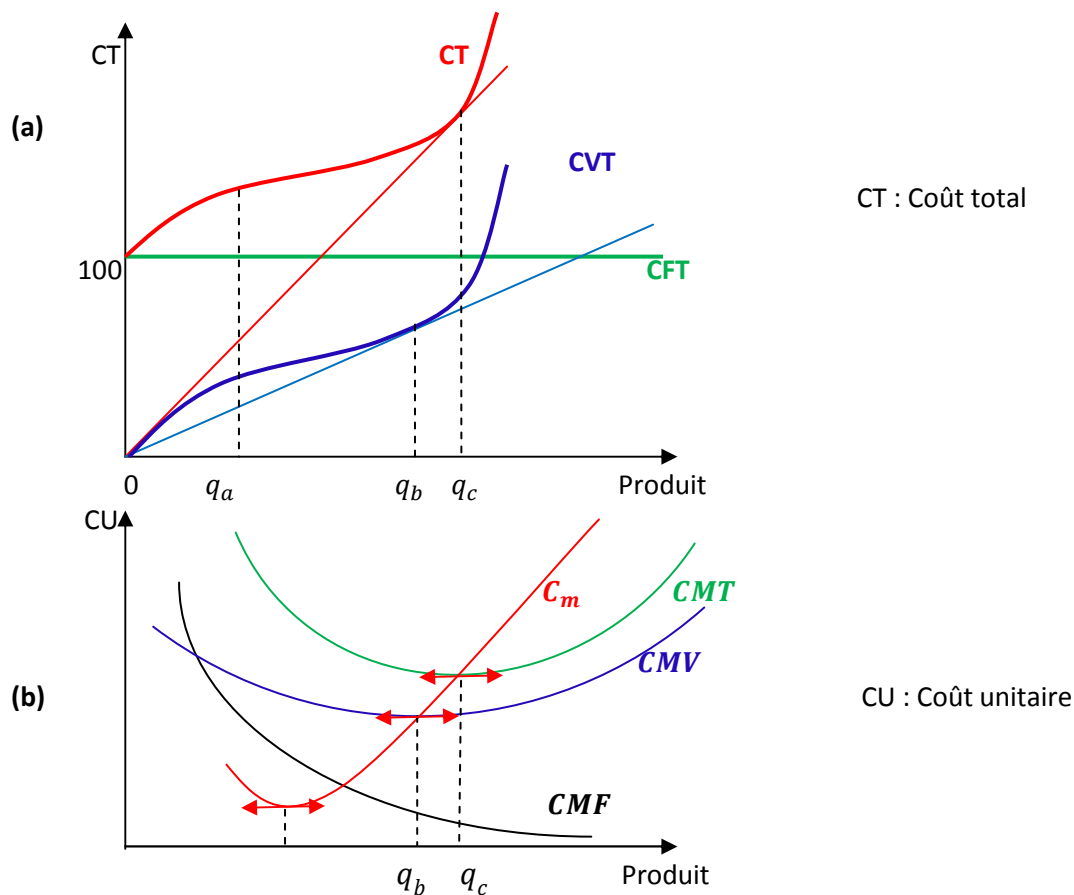 CT
CT
(a)
CVT
CT : Coût total
100
CFT
0
q_a
q_b
q_c
Produit
CU
C_m
CMT
CMV
(b)
CU : Coût unitaire
CMF
q_b
q_c
Produit